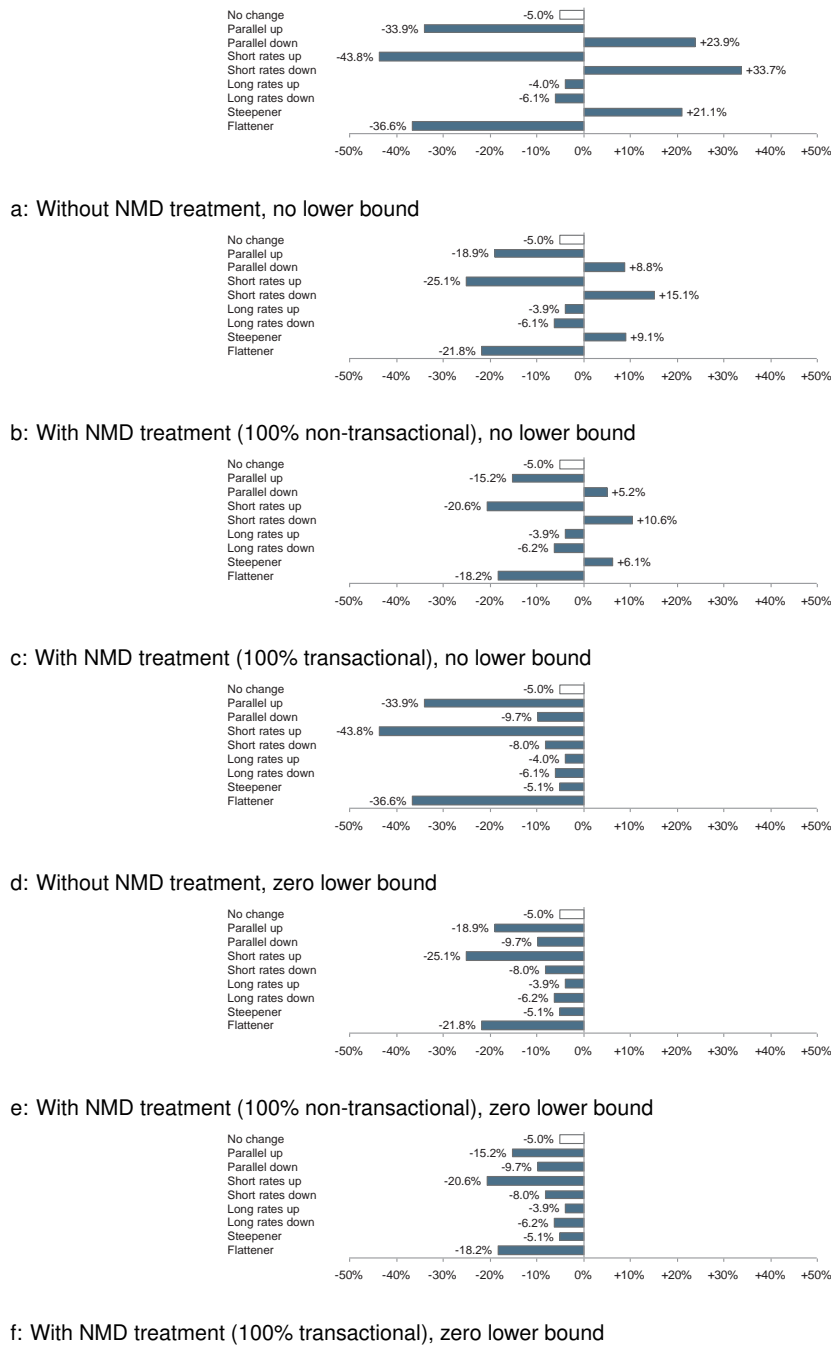 No change -5.0%
Parallel up -33.9%
Parallel down +23.9%
Short rates up -43.8%
Short rates down +33.7%
Long rates up -4.0%
Long rates down -6.1%
Steepener +21.1%
Flattener -36.6%
-50% -40% -30% -20% -10% 0% +10% +20% +30% +40% +50%
a: Without NMD treatment, no lower bound
No change -5.0%
Parallel up -18.9%
Parallel down +8.8%
Short rates up -25.1%
Short rates down +15.1%
Long rates up -3.9%
Long rates down -6.1%
Steepener +9.1%
Flattener -21.8%
-50% -40% -30% -20% -10% 0% +10% +20% +30% +40% +50%
b: With NMD treatment (100% non-transactional), no lower bound
No change -5.0%
Parallel up -15.2%
Parallel down +5.2%
Short rates up -20.6%
Short rates down +10.6%
Long rates up -3.9%
Long rates down -6.2%
Steepener +6.1%
Flattener -18.2%
-50% -40% -30% -20% -10% 0% +10% +20% +30% +40% +50%
c: With NMD treatment (100% transactional), no lower bound
No change -5.0%
Parallel up -33.9%
Parallel down -9.7%
Short rates up -43.8%
Short rates down -8.0%
Long rates up -4.0%
Long rates down -6.1%
Steepener -5.1%
Flattener -36.6%
-50% -40% -30% -20% -10% 0% +10% +20% +30% +40% +50%
d: Without NMD treatment, zero lower bound
No change -5.0%
Parallel up -18.9%
Parallel down -9.7%
Short rates up -25.1%
Short rates down -8.0%
Long rates up -3.9%
Long rates down -6.2%
Steepener -5.1%
Flattener -21.8%
-50% -40% -30% -20% -10% 0% +10% +20% +30% +40% +50%
e: With NMD treatment (100% non-transactional), zero lower bound
No change -5.0%
Parallel up -15.2%
Parallel down -9.7%
Short rates up -20.6%
Short rates down -8.0%
Long rates up -3.9%
Long rates down -6.2%
Steepener -5.1%
Flattener -18.2%
-50% -40% -30% -20% -10% 0% +10% +20% +30% +40% +50%
f: With NMD treatment (100% transactional), zero lower bound